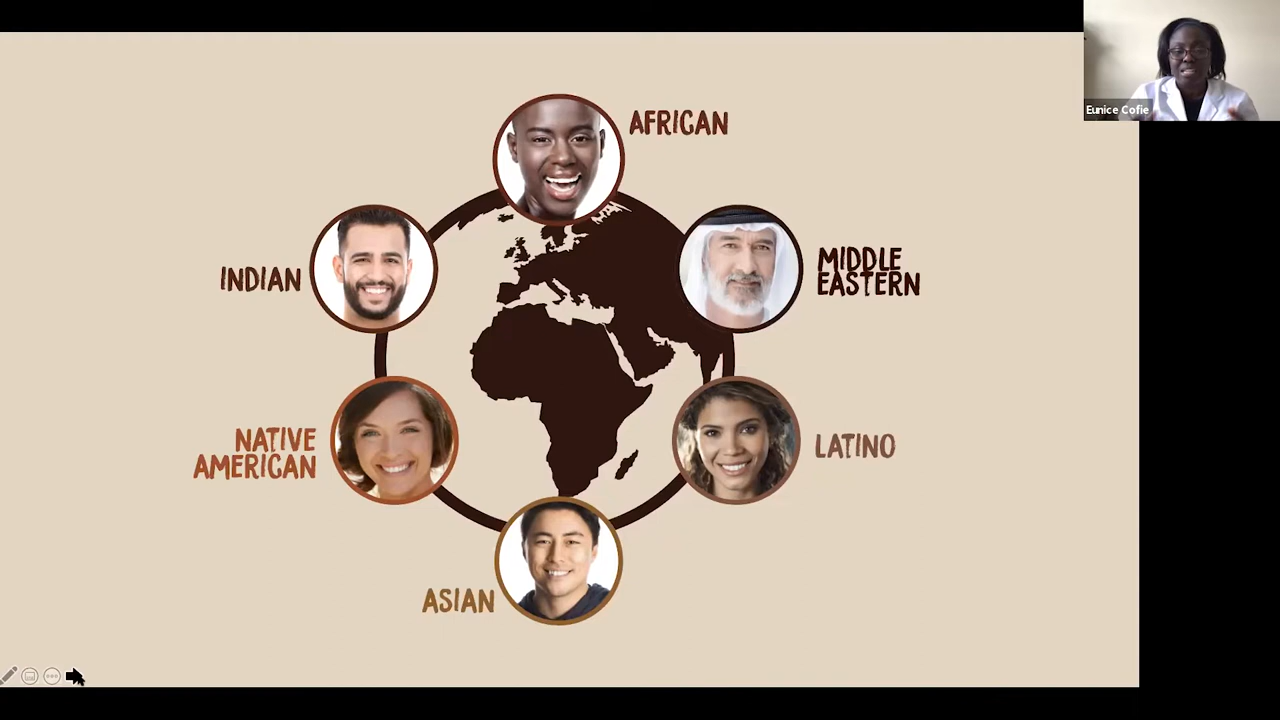 Eunice Cofie
AFRICAN
INDIAN
MIDDLE
EASTERN
NATIVE
AMERICAN
LATINO
ASIAN